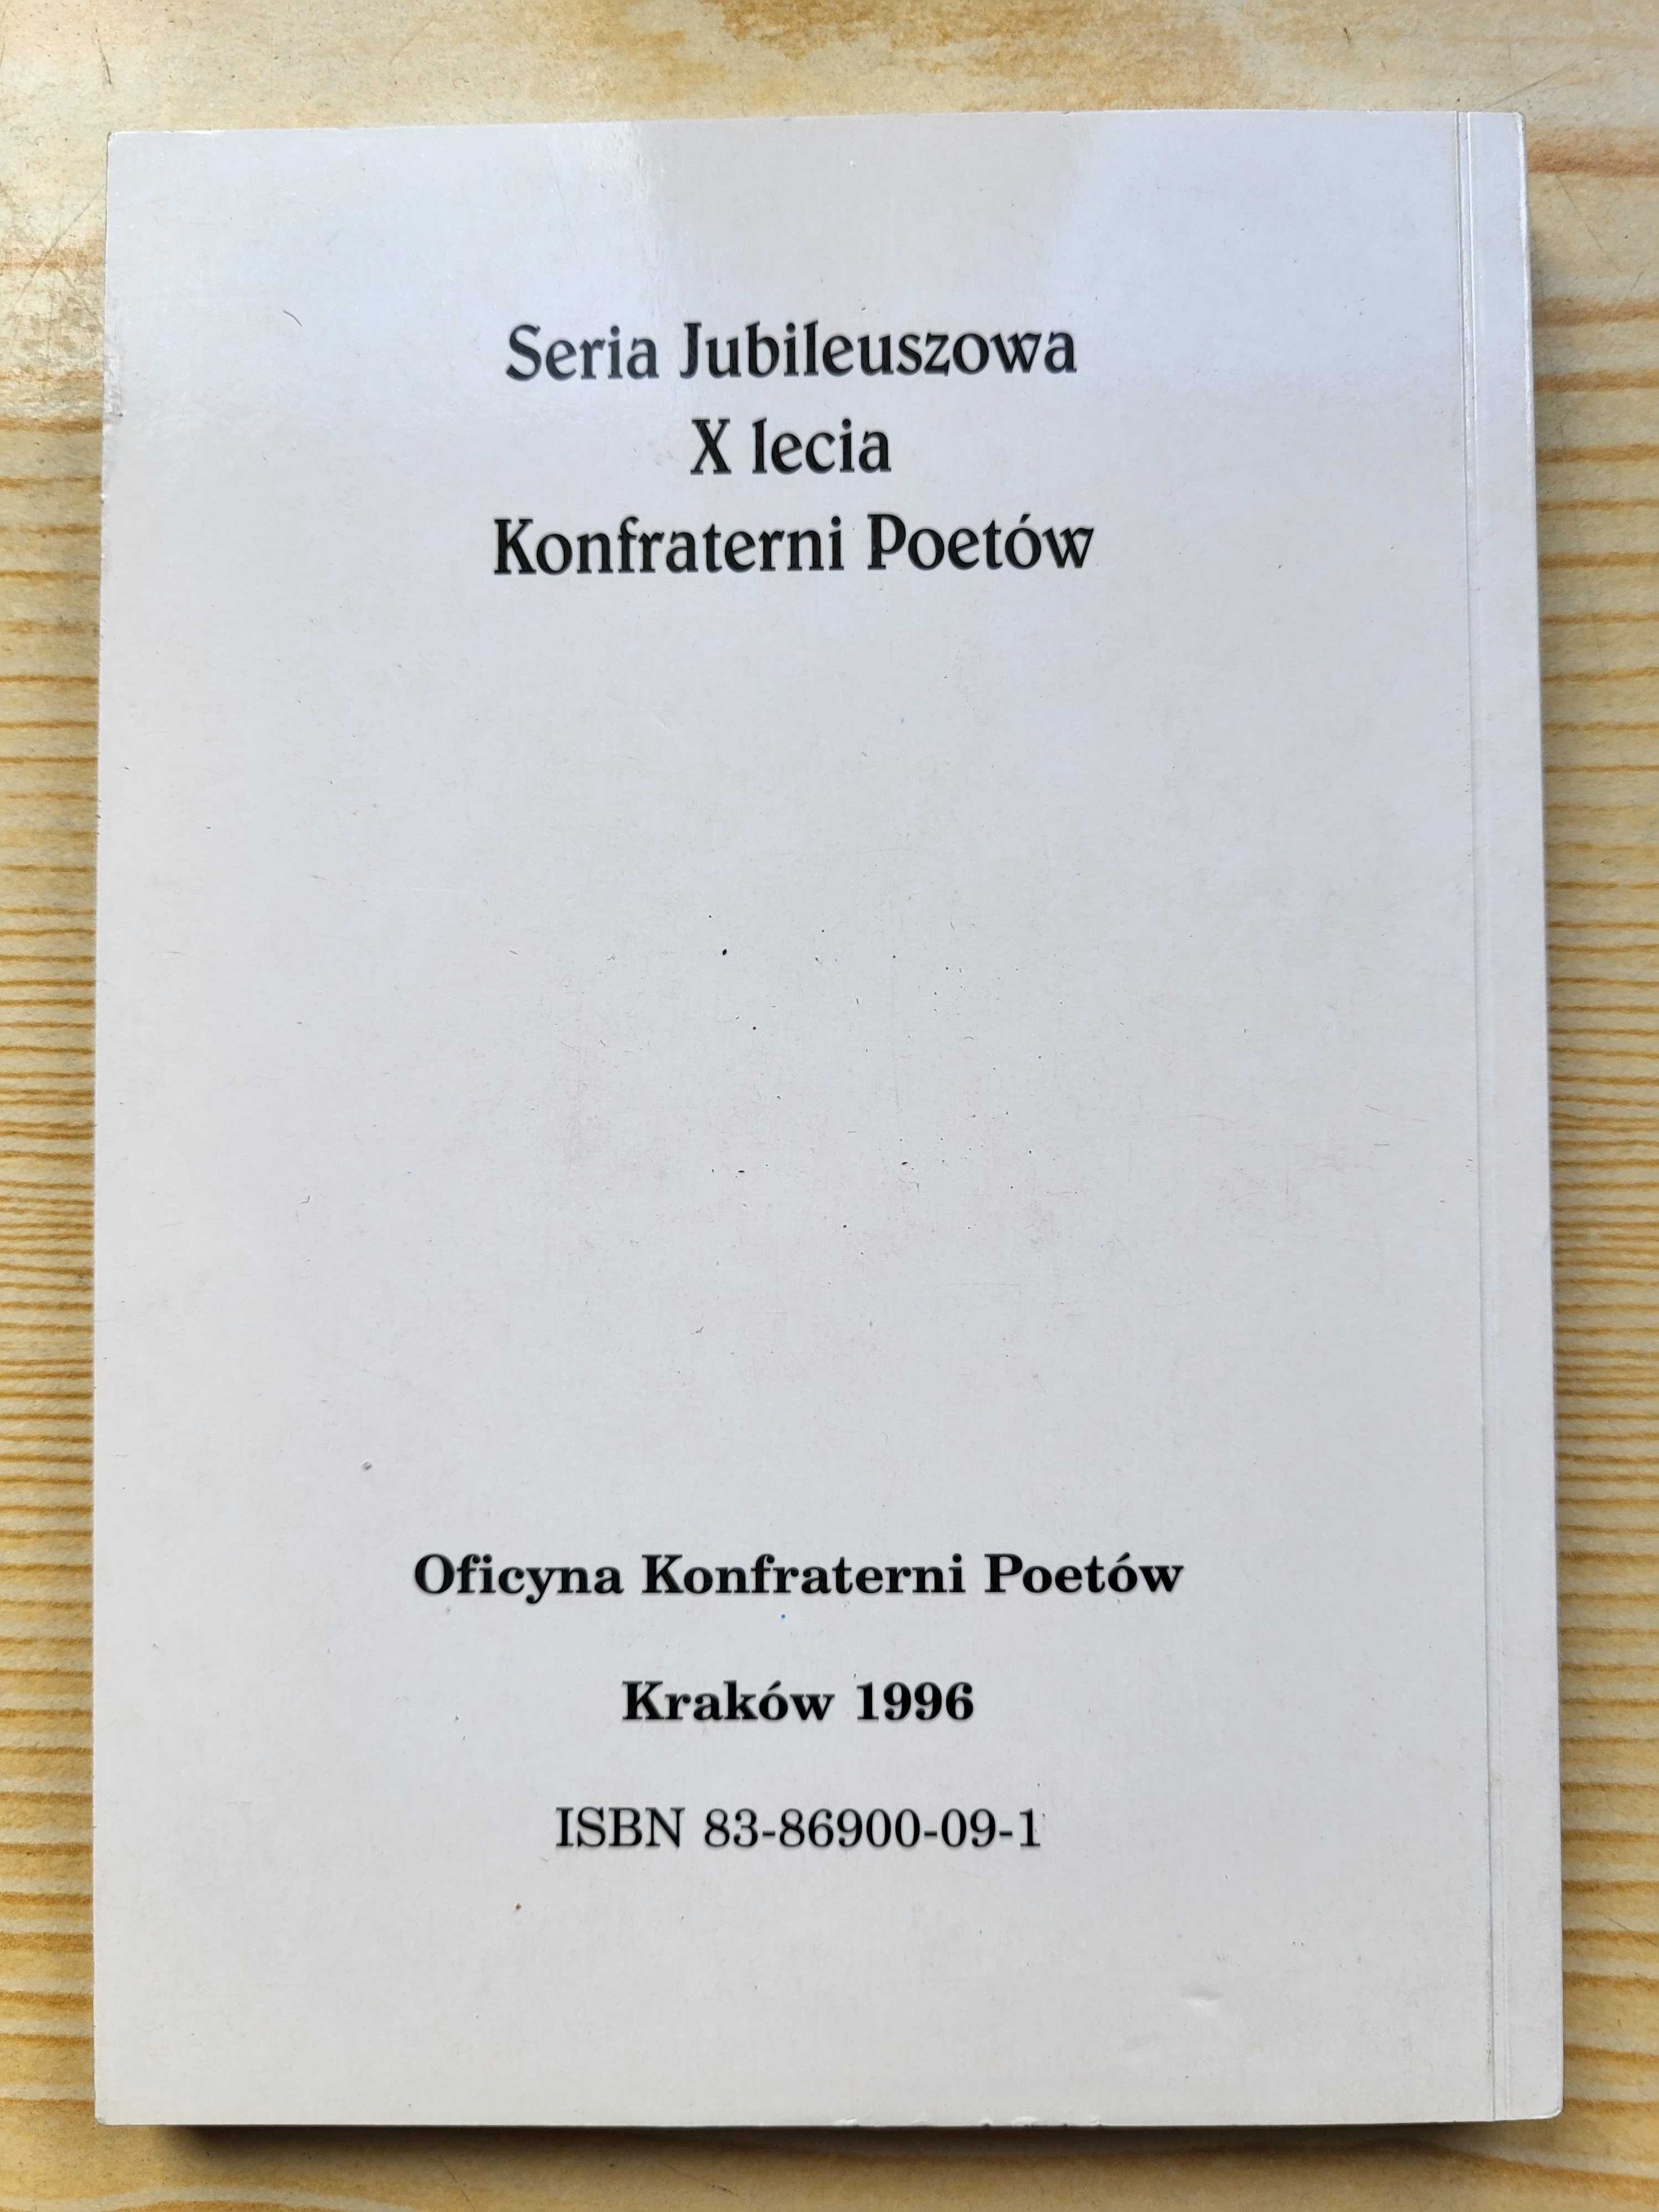 Seria Jubileuszowa
X lecia
Konfraterni Poetów
Oficyna Konfraterni Poetów
Kraków 1996
ISBN 83-86900-09-1